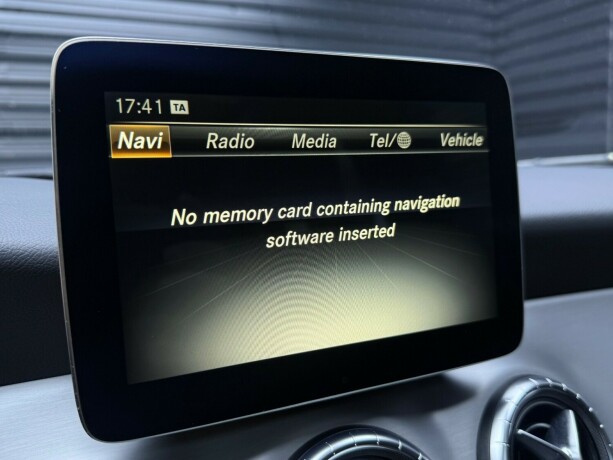 17:41 TA
Navi Radio Media Tel/ Vehicle
No memory card containing navigation
software inserted